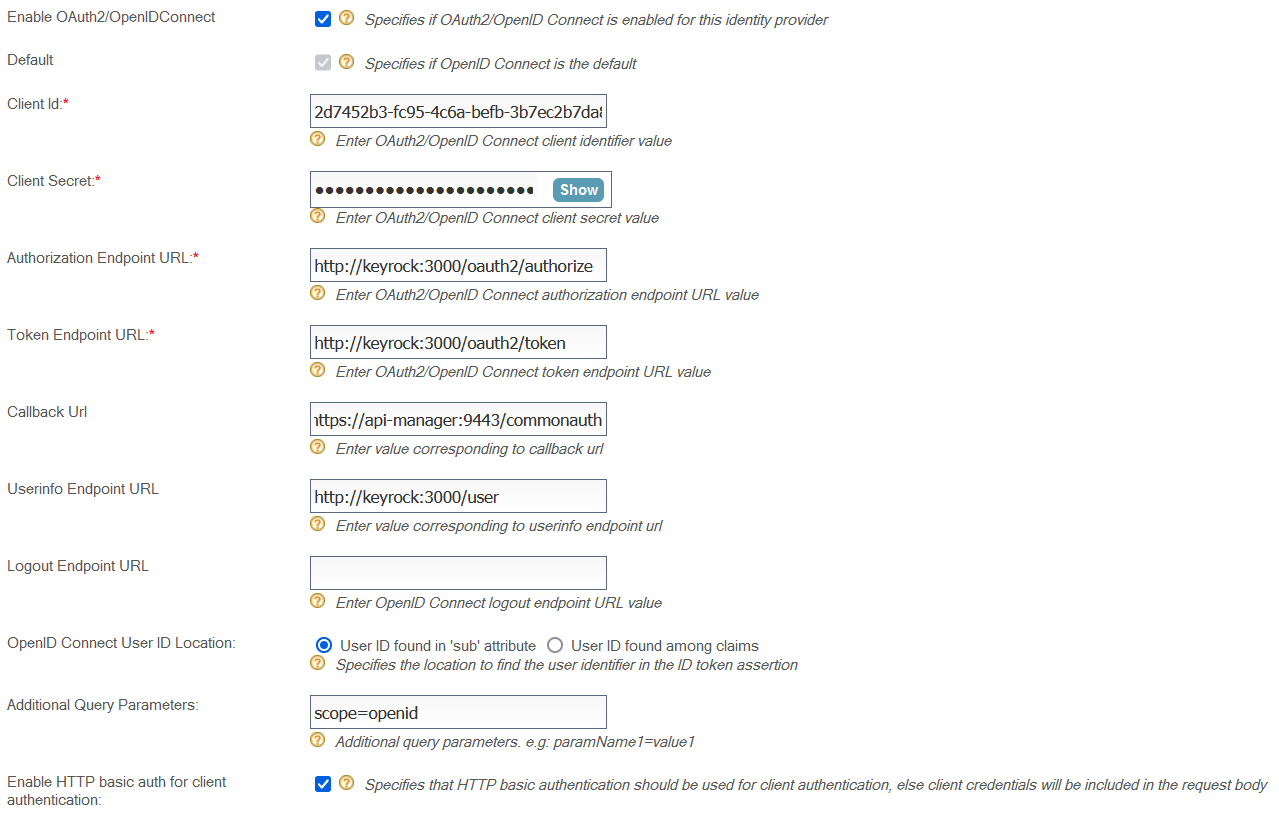 Enable OAuth2/OpenIDConnect
Specifies if OAuth2/OpenID Connect is enabled for this identity provider
Default
Specifies if OpenID Connect is the default
Client Id:*
2d7452b3-fc95-4c6a-befb-3b7ec2b7da8
Enter OAuth2/OpenID Connect client identifier value
Client Secret:*
●●●●●●●●●●●●●●●●●●●●●● Show
Enter OAuth2/OpenID Connect client secret value
Authorization Endpoint URL:*
http://keyrock:3000/oauth2/authorize
Enter OAuth2/OpenID Connect authorization endpoint URL value
Token Endpoint URL:*
http://keyrock:3000/oauth2/token
Enter OAuth2/OpenID Connect token endpoint URL value
Callback Url
https://api-manager:9443/commonauth
Enter value corresponding to callback url
Userinfo Endpoint URL
http://keyrock:3000/user
Enter value corresponding to userinfo endpoint url
Logout Endpoint URL
Enter OpenID Connect logout endpoint URL value
OpenID Connect User ID Location:
User ID found in 'sub' attribute User ID found among claims
Specifies the location to find the user identifier in the ID token assertion
Additional Query Parameters:
scope=openid
Additional query parameters. e.g: paramName1=value1
Enable HTTP basic auth for client
authentication:
Specifies that HTTP basic authentication should be used for client authentication, else client credentials will be included in the request body